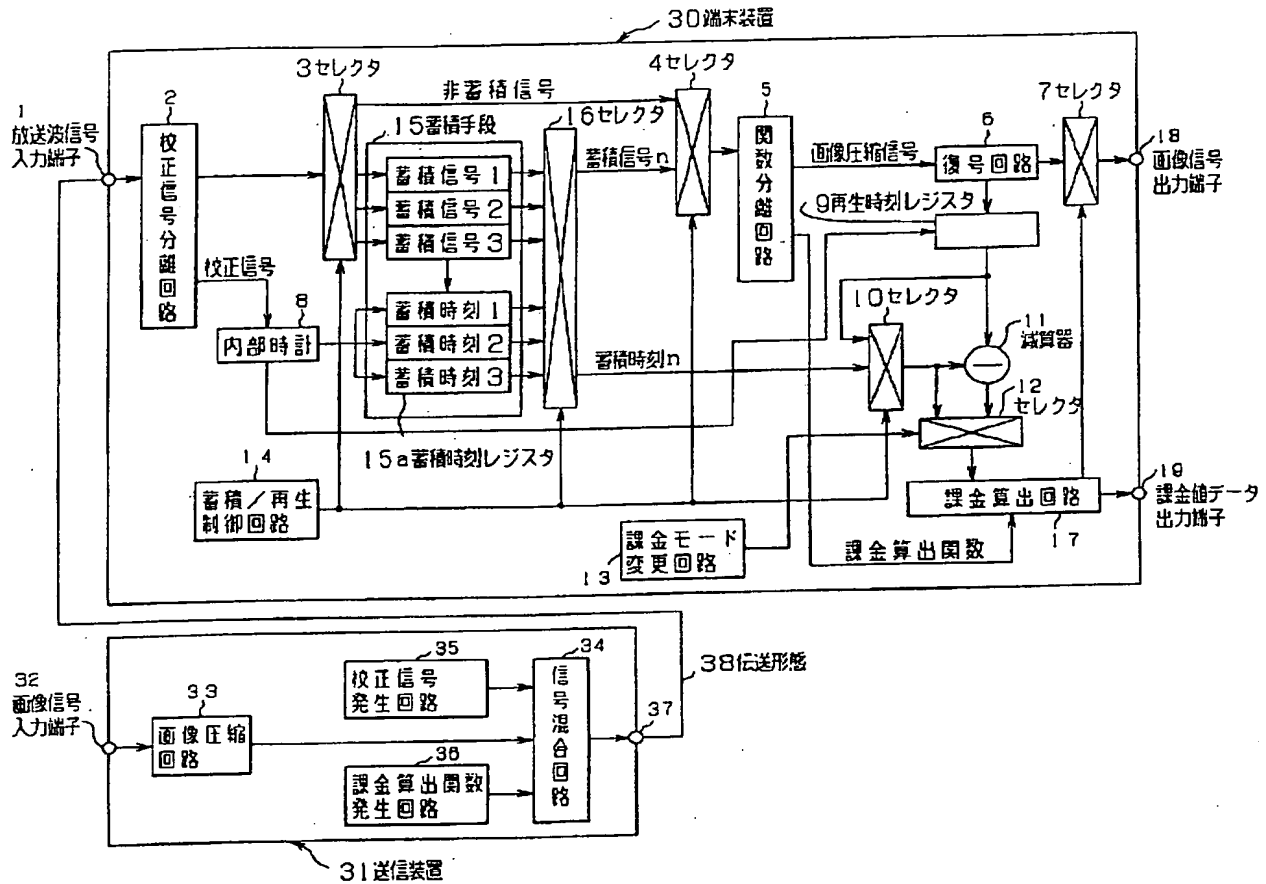 30端末装置
3セレクタ
4セレクタ
非蓄積信号
5
7セレクタ
1
放送波信号
入力端子
2
校正信号分離回路
15蓄積手段
16セレクタ
蓄積信号n
関数分離回路
画像圧縮信号
6
復号回路
18
画像信号
出力端子
蓄積信号1
蓄積信号2
蓄積信号3
9再生時刻レジスタ
校正信号
8
内部時計
蓄積時刻1
蓄積時刻2
蓄積時刻3
10セレクタ
11
減算器
蓄積時刻n
12
セレクタ
15a蓄積時刻レジスタ
14
蓄積/再生
制御回路
課金算出回路
17
19
課金値データ
出力端子
13
課金モード
変更回路
課金算出関数
32
画像信号
入力端子
33
画像圧縮
回路
35
校正信号
発生回路
34
信号混合回路
38伝送形態
37
36
課金算出関数
発生回路
31送信装置